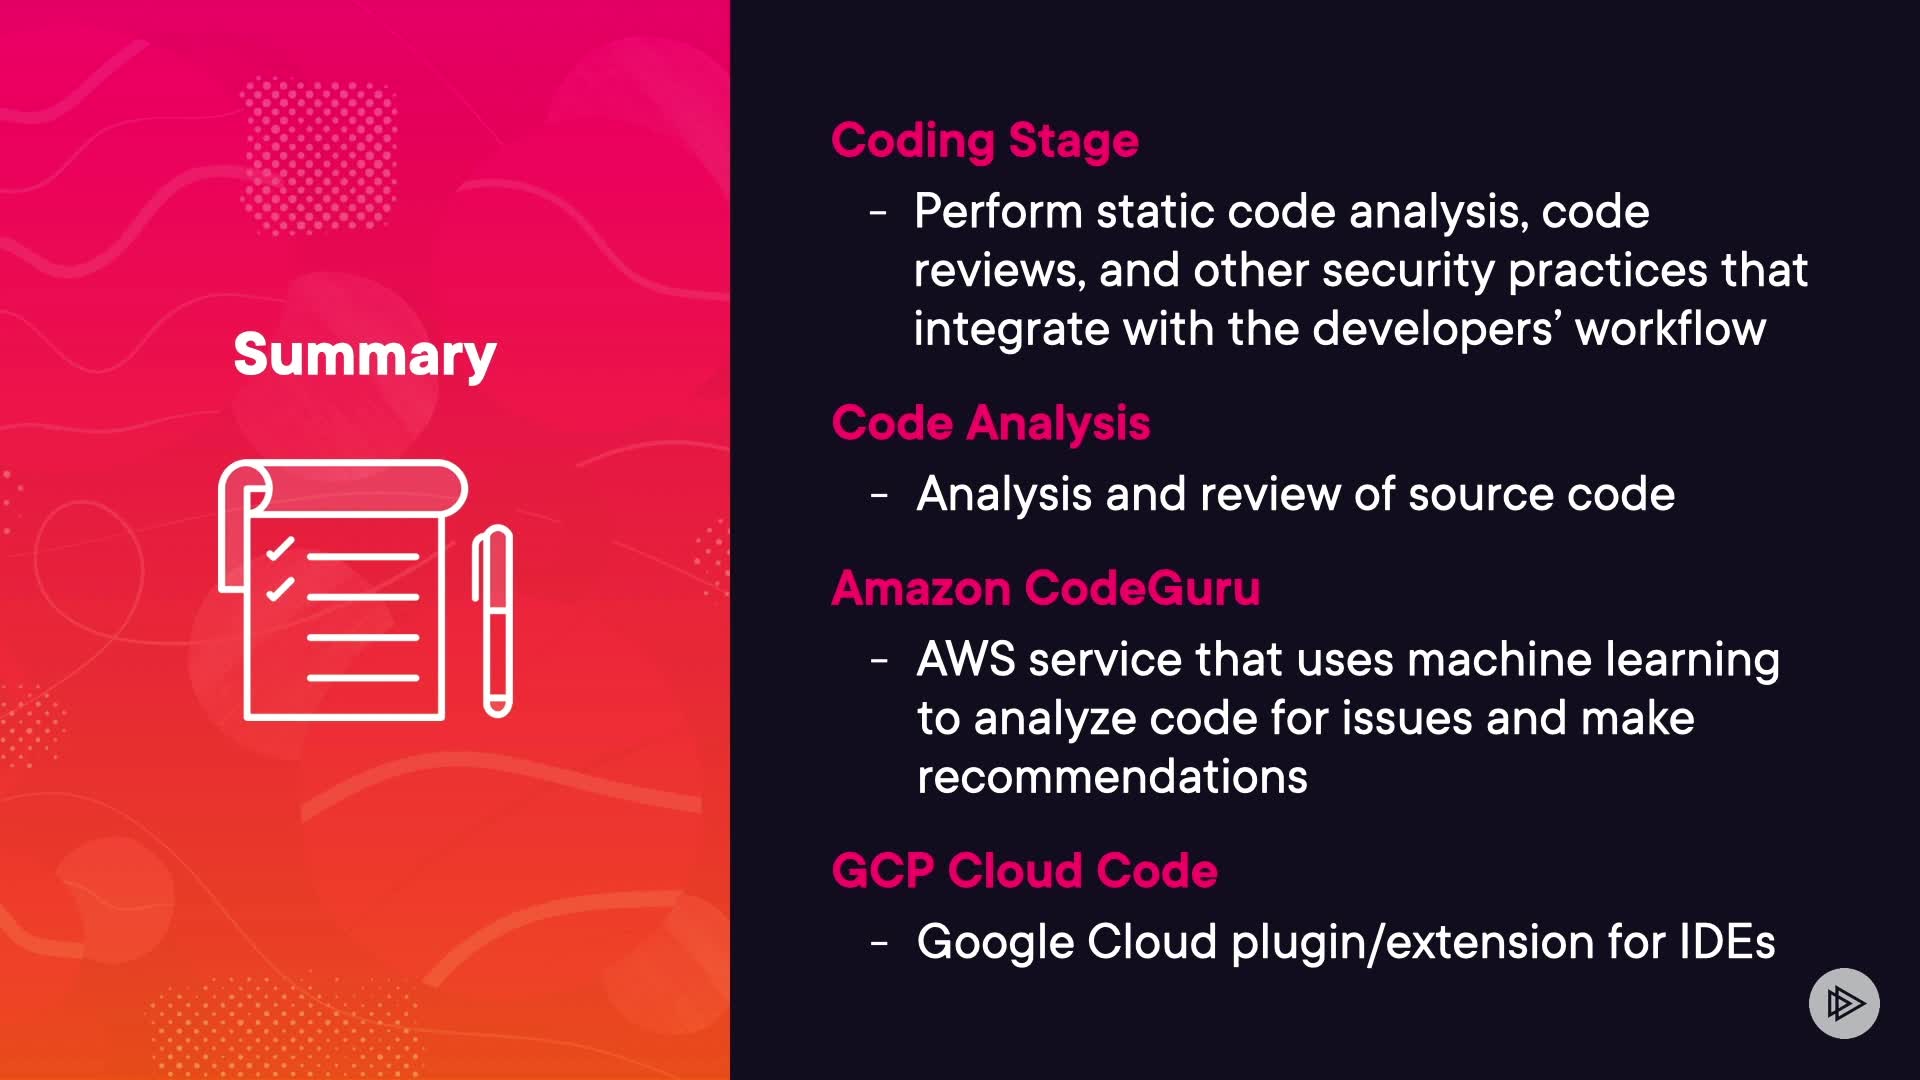 Summary
Coding Stage
- Perform static code analysis, code
reviews, and other security practices that
integrate with the developers’ workflow
Code Analysis
- Analysis and review of source code
Amazon CodeGuru
- AWS service that uses machine learning
to analyze code for issues and make
recommendations
GCP Cloud Code
- Google Cloud plugin/extension for IDEs